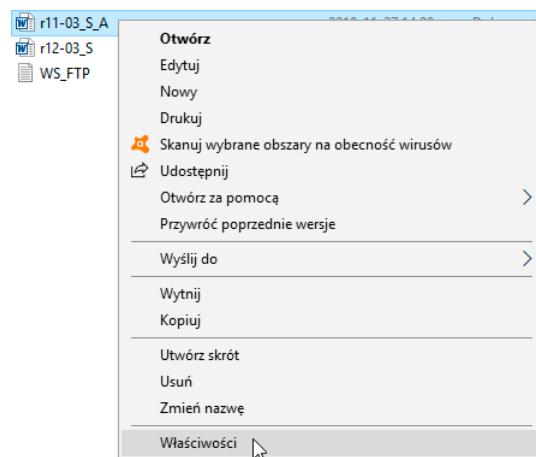 r11-03_S_A
r12-03_S
WS_FTP
Otwórz
Edytuj
Nowy
Drukuj
Skanuj wybrane obszary na obecność wirusów
Udostępnij
Otwórz za pomocą
Przywróć poprzednie wersje
Wyślij do
Wytnij
Kopiuj
Utwórz skrót
Usuń
Zmień nazwę
Właściwości